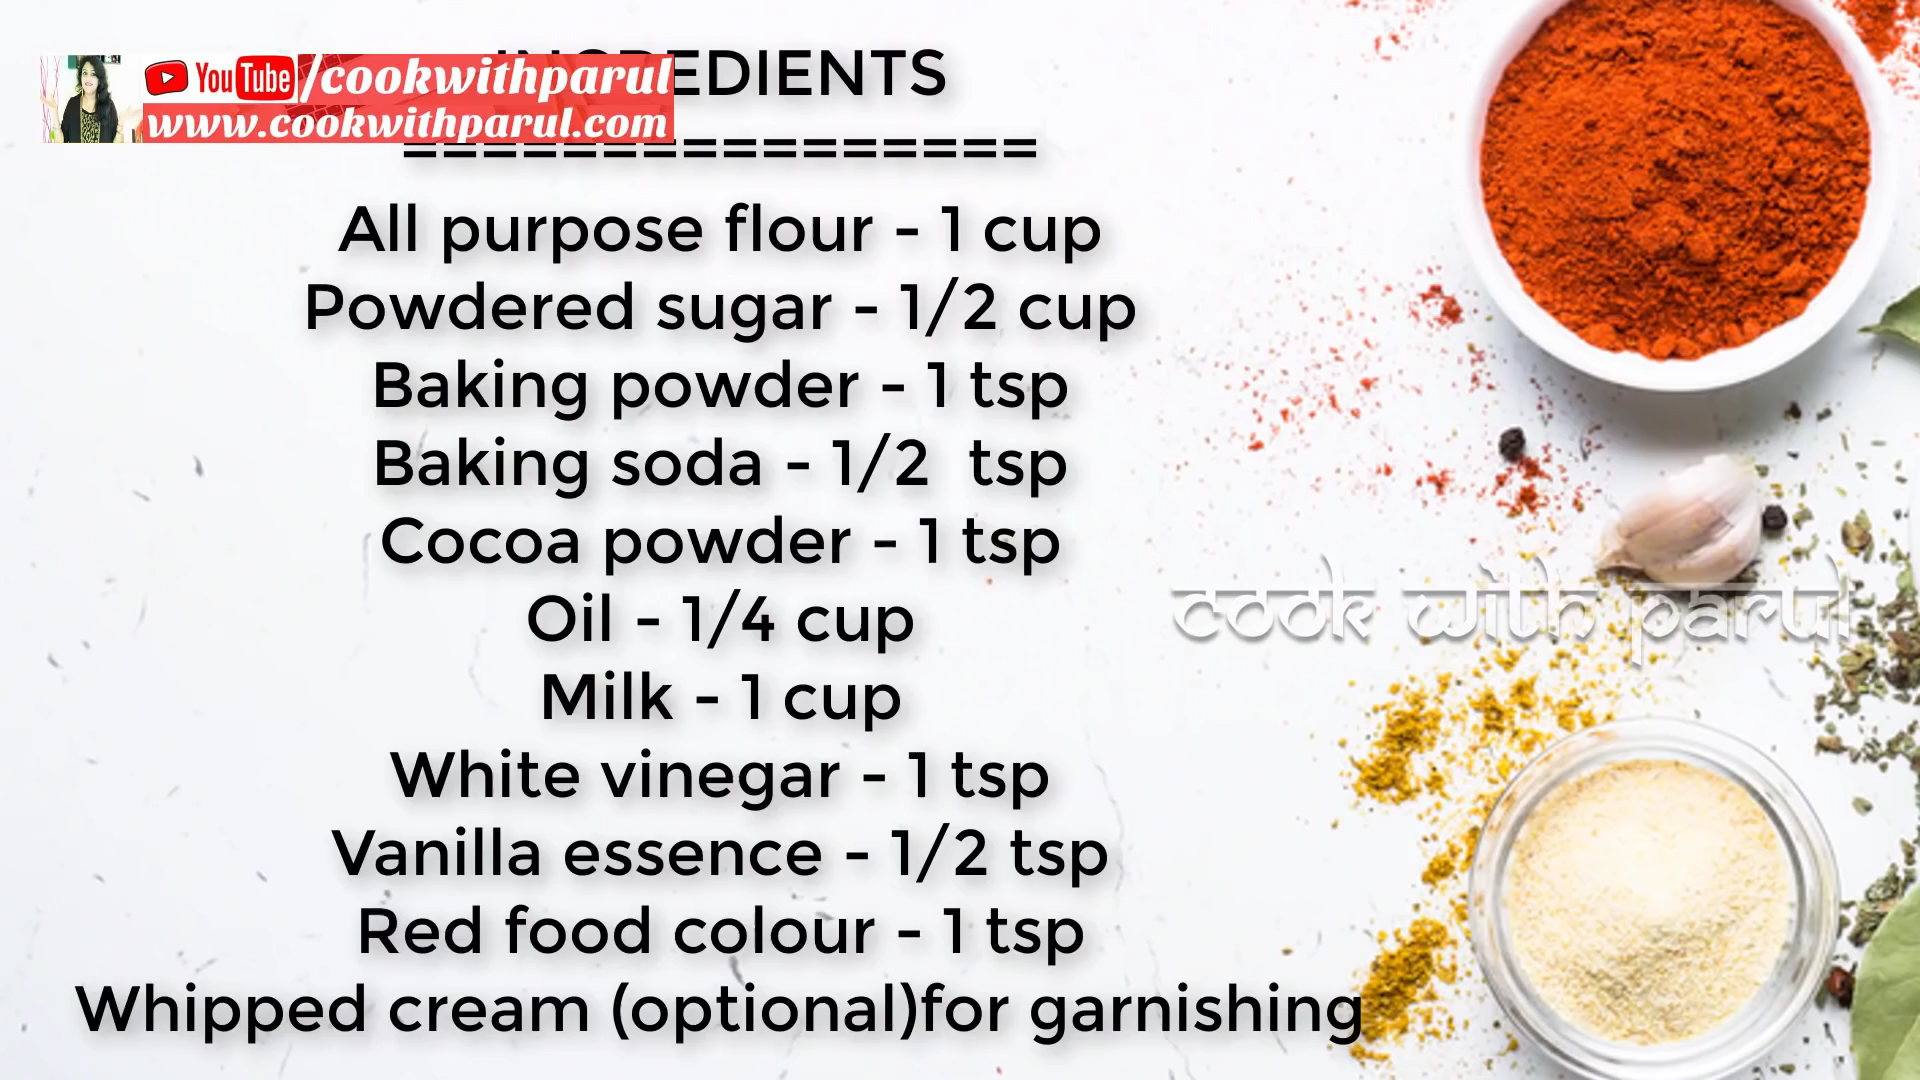 YouTube/cookwithparul
www.cookwithparul.com
INGREDIENTS
================
All purpose flour - 1 cup
Powdered sugar - 1/2 cup
Baking powder - 1 tsp
Baking soda - 1/2 tsp
Cocoa powder - 1 tsp
Oil - 1/4 cup
Milk - 1 cup
White vinegar - 1 tsp
Vanilla essence - 1/2 tsp
Red food colour - 1 tsp
Whipped cream (optional)for garnishing
cook with parul